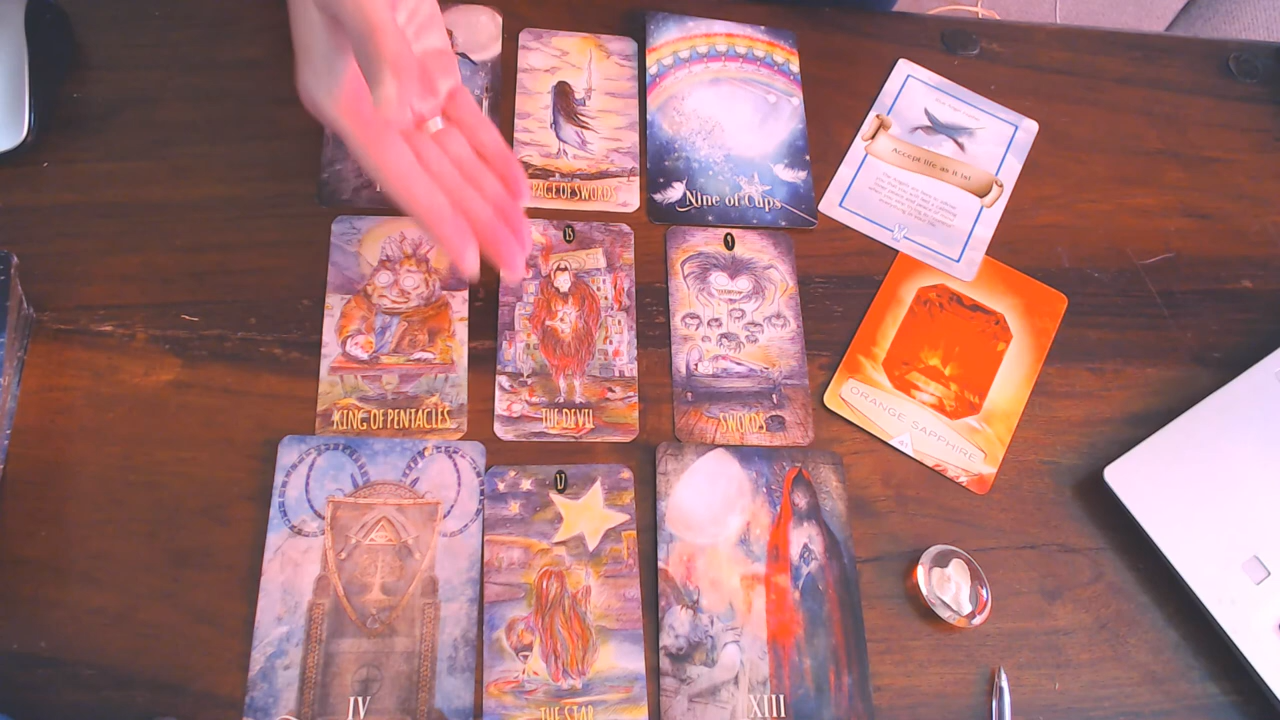 PAGE OF SWORDS
Nine of Cups
Accept life as it is!
15
9
KING OF PENTACLES
THE DEVIL
SWORDS
ORANGE SAPPHIRE
41
17
IV
THE STAR
XIII